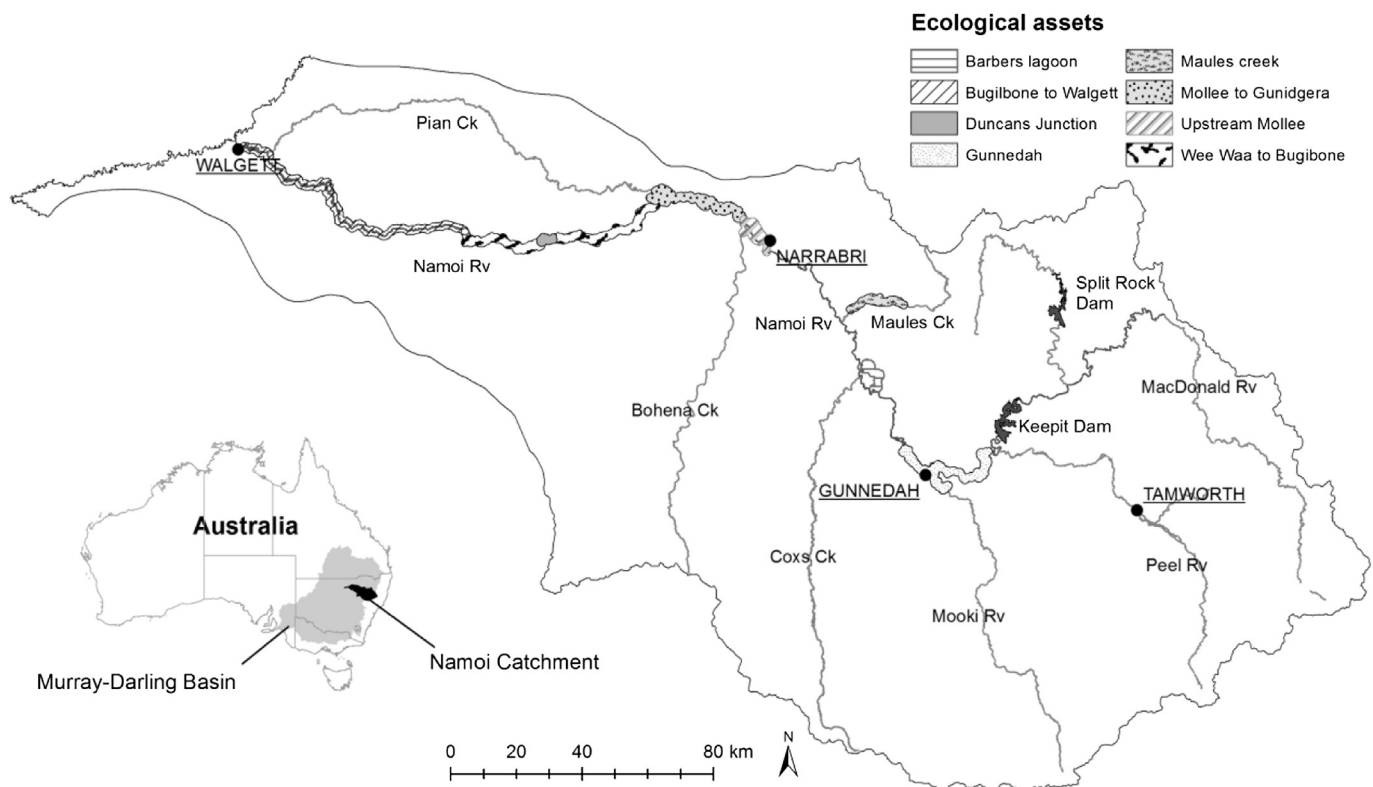 Ecological assets
Barbers lagoon
Maules creek
Bugilbone to Walgett
Mollee to Gunidgera
Duncans Junction
Upstream Mollee
Gunnedah
Wee Waa to Bugibone
Pian Ck
WALGETT
NARRABRI
Namoi Rv
Split Rock
Dam
Namoi Rv
Maules Ck
MacDonald Rv
Bohena Ck
Keepit Dam
GUNNEDAH
TAMWORTH
Australia
Coxs Ck
Peel Rv
Mooki Rv
Namoi Catchment
Murray-Darling Basin
N
0 20 40 80 km